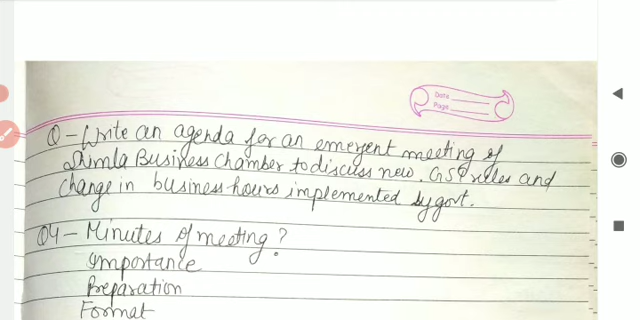 Date
Page
Q - Write an agenda for an emergent meeting of
Shimla Business Chamber to discuss new GST rules and
change in business hours implemented by govt.
Q4 - Minutes of meeting?
Importance
Preparation
Format